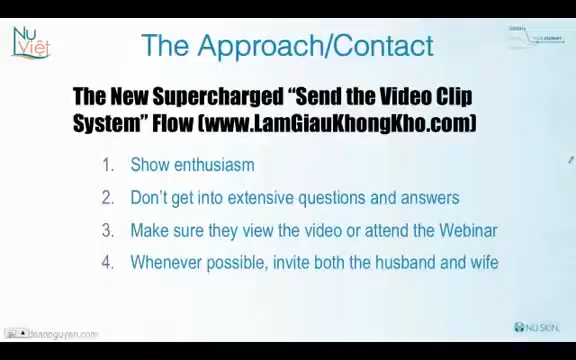 Nu
Việt
The Approach/Contact
The New Supercharged “Send the Video Clip
System” Flow (www.LamGiauKhongKho.com)
1. Show enthusiasm
2. Don’t get into extensive questions and answers
3. Make sure they view the video or attend the Webinar
4. Whenever possible, invite both the husband and wife
NU SKIN